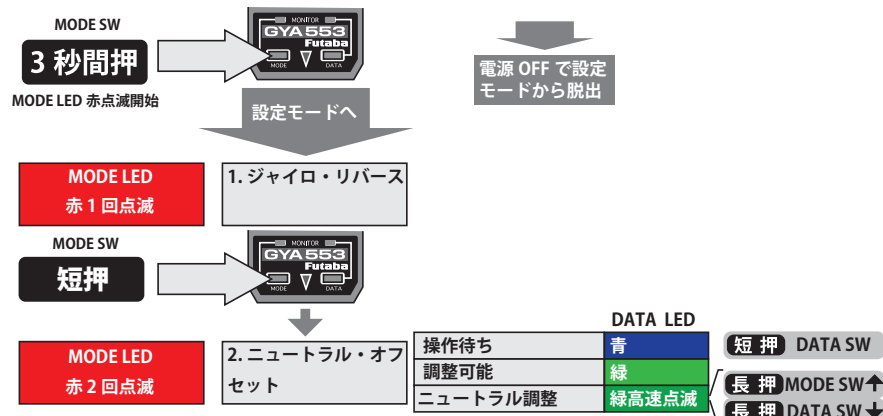 MODE SW
3 秒間押
MODE LED 赤点滅開始
MONITOR
GYA553
Futaba
MODE
DATA
電源 OFF で設定
モードから脱出
設定モードへ
MODE LED
赤 1 回点滅
1. ジャイロ・リバース
MODE SW
短押
MONITOR
GYA553
Futaba
MODE
DATA
MODE LED
赤 2 回点滅
2. ニュートラル・オフ
セット
DATA LED
操作待ち 青 短 押 DATA SW
調整可能 緑
長 押 MODE SW↑
ニュートラル調整 緑高速点滅
長 押 DATA SW↓